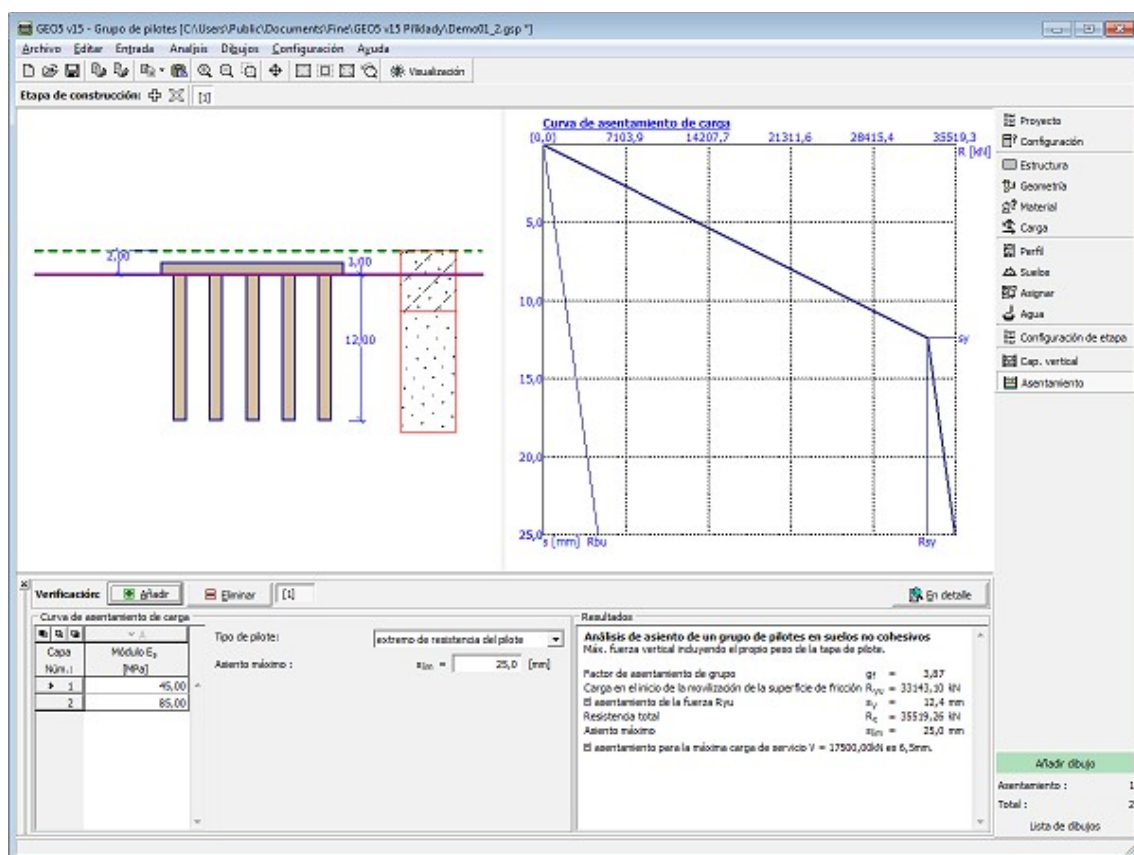 GEO5 v15 - Grupo de pilotes [C:\Users\Public\Documents\Fine\GEO5 v15 Příklady\Demo01_2.gsp *]
Archivo Editar Entrada Analisis Dibujos Configuración Ayuda
Visualización
Etapa de construcción: [1]
Curva de asentamiento de carga
[0,0] 7103,9 14207,7 21311,6 28415,4 35519,3
R [kN]
5,0
10,0
sy
15,0
20,0
25,0
s [mm] Rbu Rsy
2,00
1,00
12,00
Proyecto
Configuración
Estructura
Geometría
Material
Carga
Perfil
Suelos
Asignar
Agua
Configuración de etapa
Cap. vertical
Asentamiento
Verificación: Añadir Eliminar [1] En detalle
Curva de asentamiento de carga
Capa Módulo Es
Núm.: [MPa]
1 45,00
2 85,00
Tipo de pilote: extremo de resistencia del pilote
Asiento máximo : slim = 25,0 [mm]
Resultados
Análisis de asiento de un grupo de pilotes en suelos no cohesivos
Máx. fuerza vertical incluyendo el propio peso de la tapa de pilote.
Factor de asentamiento de grupo gf = 3,87
Carga en el inicio de la movilización de la superficie de fricción Ryu = 33143,10 kN
El asentamiento de la fuerza Ryu sy = 12,4 mm
Resistencia total Rc = 35519,26 kN
Asiento máximo slim = 25,0 mm
El asentamiento para la máxima carga de servicio V = 17500,00kN es 6,5mm.
Añadir dibujo
Asentamiento : 1
Total : 2
Lista de dibujos